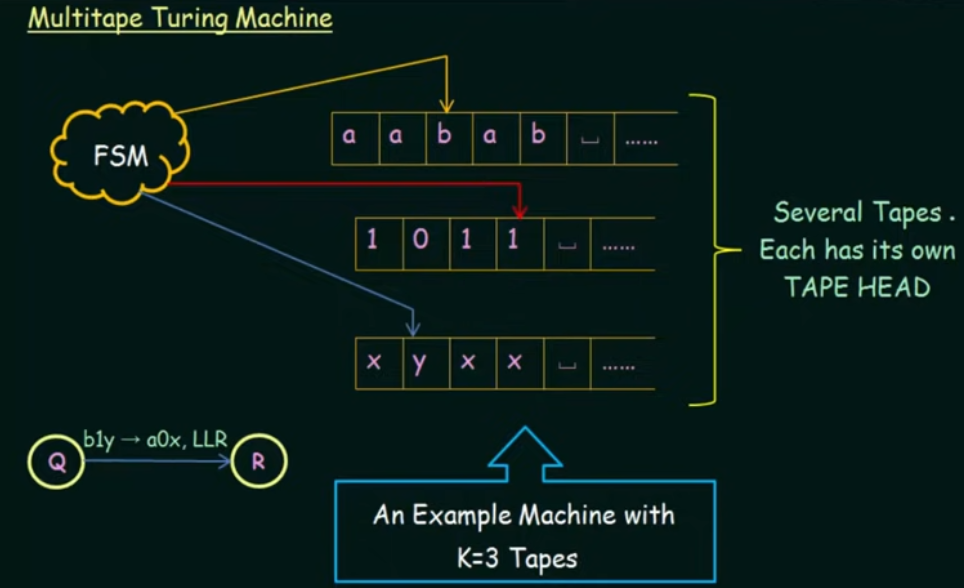 Multitape Turing Machine
FSM
a a b a b ⎵ ......
1 0 1 1 ⎵ ......
x y x x ⎵ ......
Several Tapes .
Each has its own
TAPE HEAD
Q b1y → a0x, LLR R
An Example Machine with
K=3 Tapes